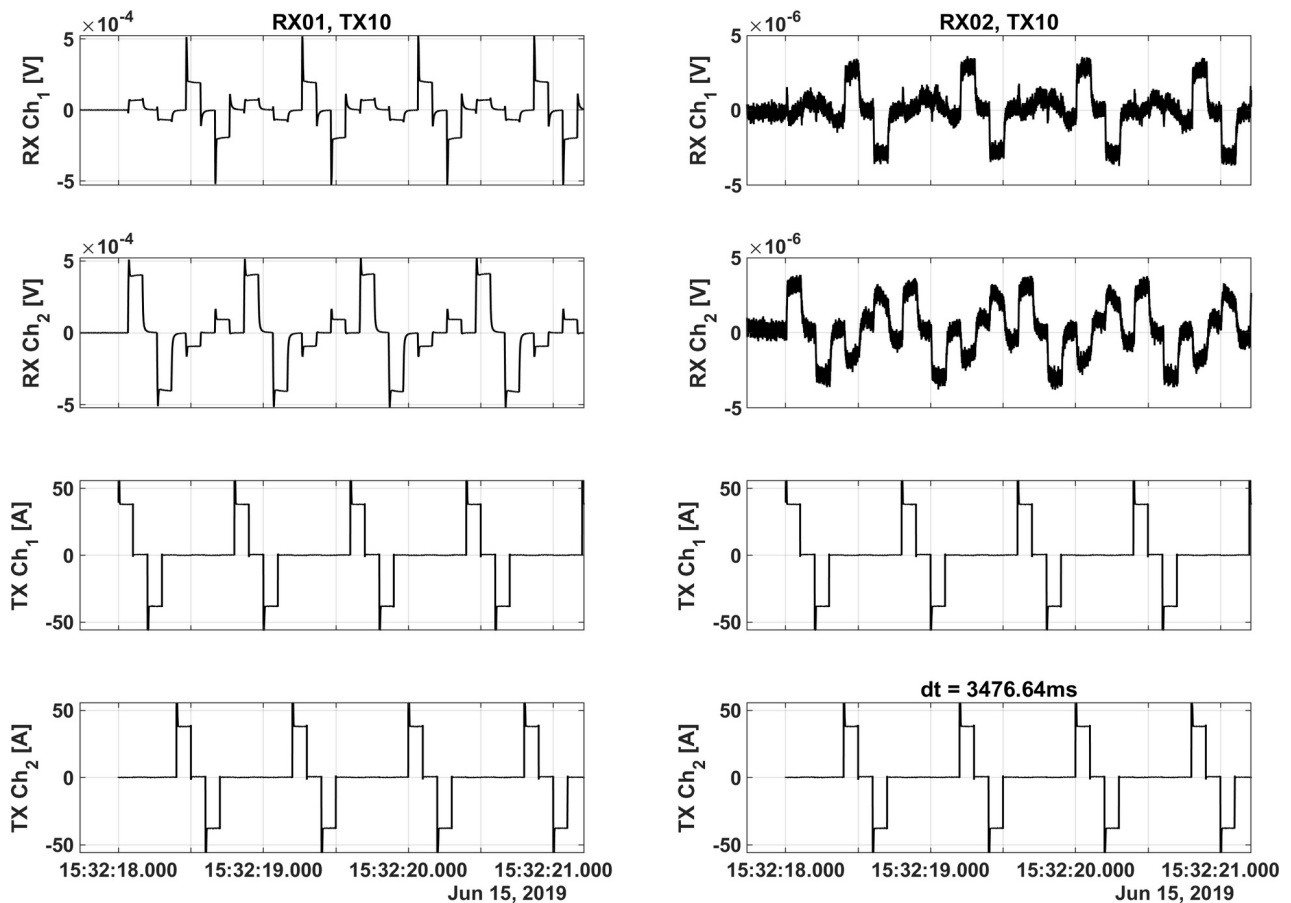 RX01, TX10
×10⁻⁴
5
0
-5
RX Ch₁ [V]
RX02, TX10
×10⁻⁶
5
0
-5
RX Ch₁ [V]
×10⁻⁴
5
0
-5
RX Ch₂ [V]
×10⁻⁶
5
0
-5
RX Ch₂ [V]
50
0
-50
TX Ch₁ [A]
50
0
-50
TX Ch₁ [A]
50
0
-50
TX Ch₂ [A]
15:32:18.000 15:32:19.000 15:32:20.000 15:32:21.000
Jun 15, 2019
dt = 3476.64ms
50
0
-50
TX Ch₂ [A]
15:32:18.000 15:32:19.000 15:32:20.000 15:32:21.000
Jun 15, 2019